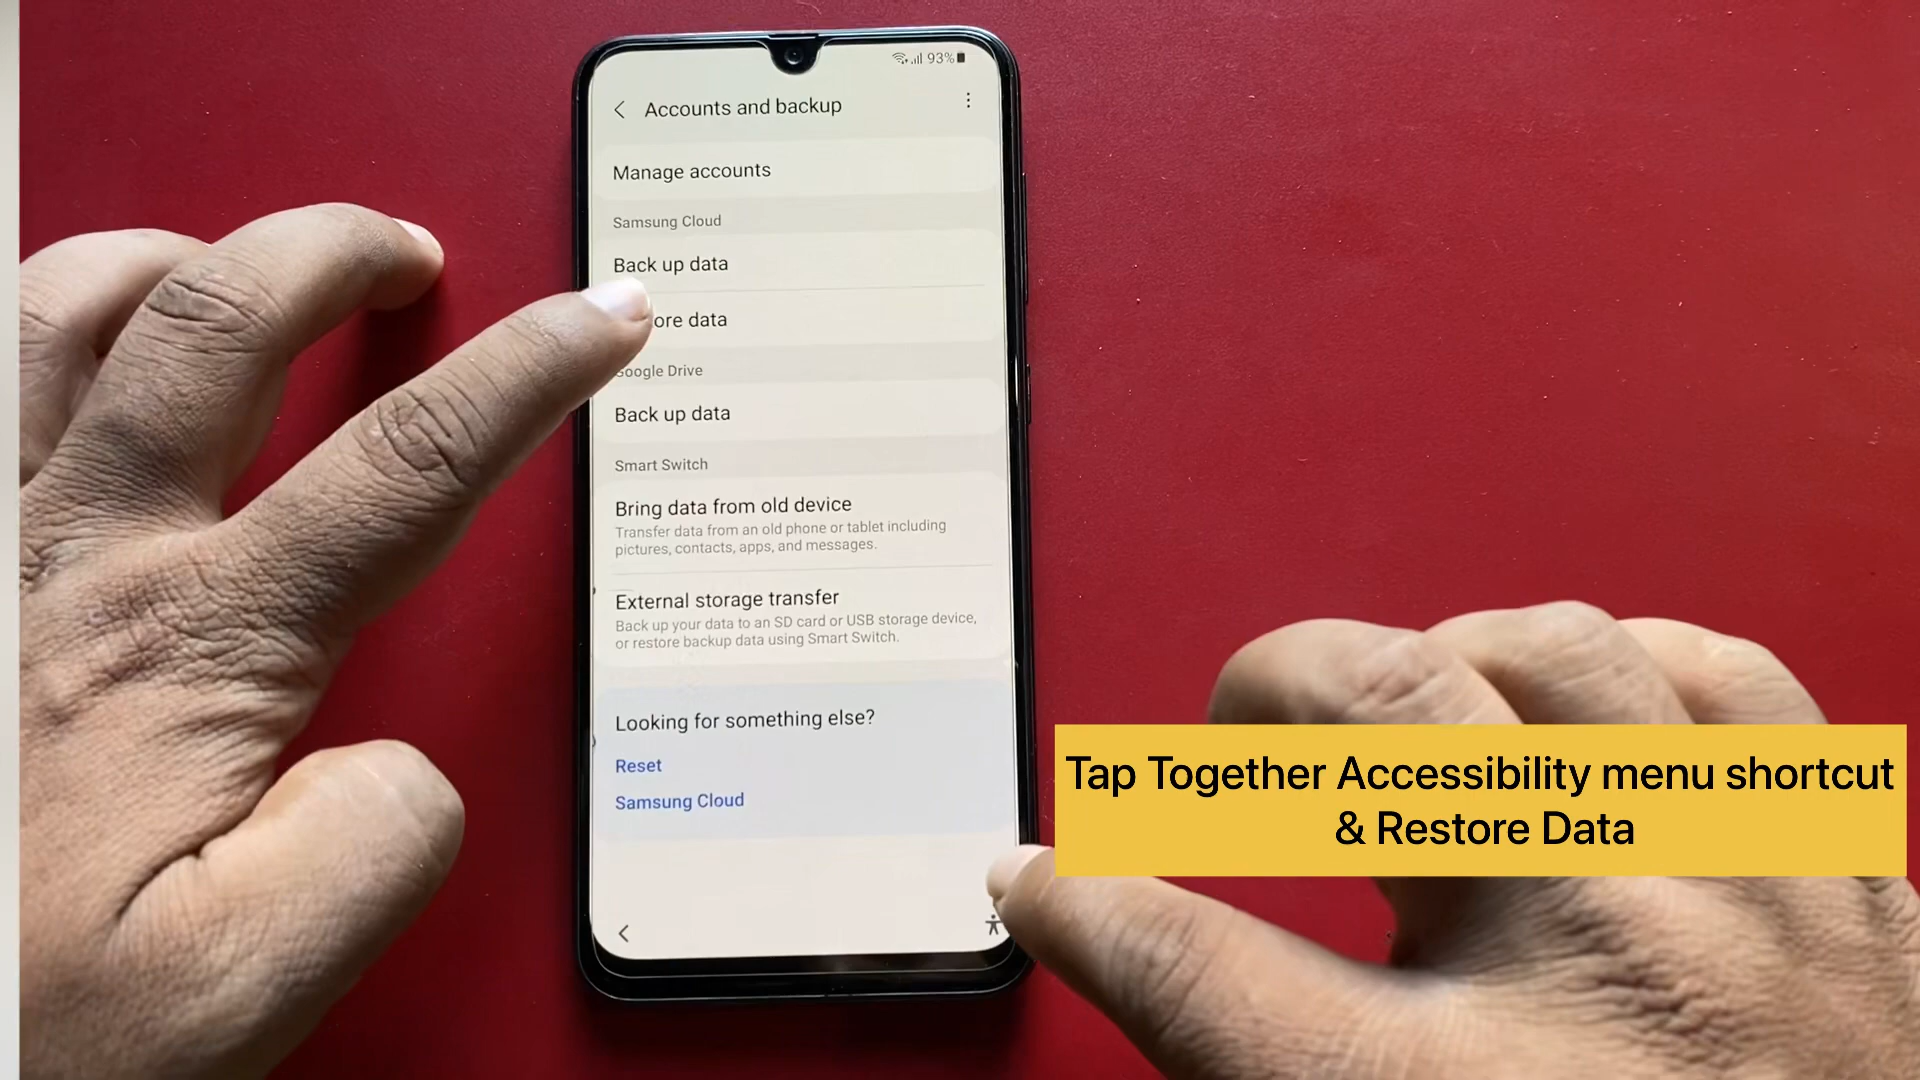 93%
Accounts and backup
Manage accounts
Samsung Cloud
Back up data
ore data
Google Drive
Back up data
Smart Switch
Bring data from old device
Transfer data from an old phone or tablet including
pictures, contacts, apps, and messages.
External storage transfer
Back up your data to an SD card or USB storage device,
or restore backup data using Smart Switch.
Looking for something else?
Reset
Samsung Cloud
Tap Together Accessibility menu shortcut
& Restore Data